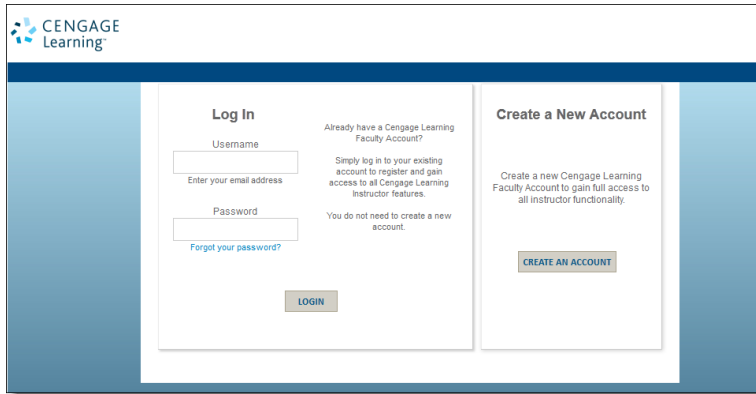 CENGAGE
Learning™
Log In
Username
Enter your email address
Password
Forgot your password?
Already have a Cengage Learning
Faculty Account?
Simply log in to your existing
account to register and gain
access to all Cengage Learning
Instructor features.
You do not need to create a new
account.
LOGIN
Create a New Account
Create a new Cengage Learning
Faculty Account to gain full access to
all instructor functionality.
CREATE AN ACCOUNT